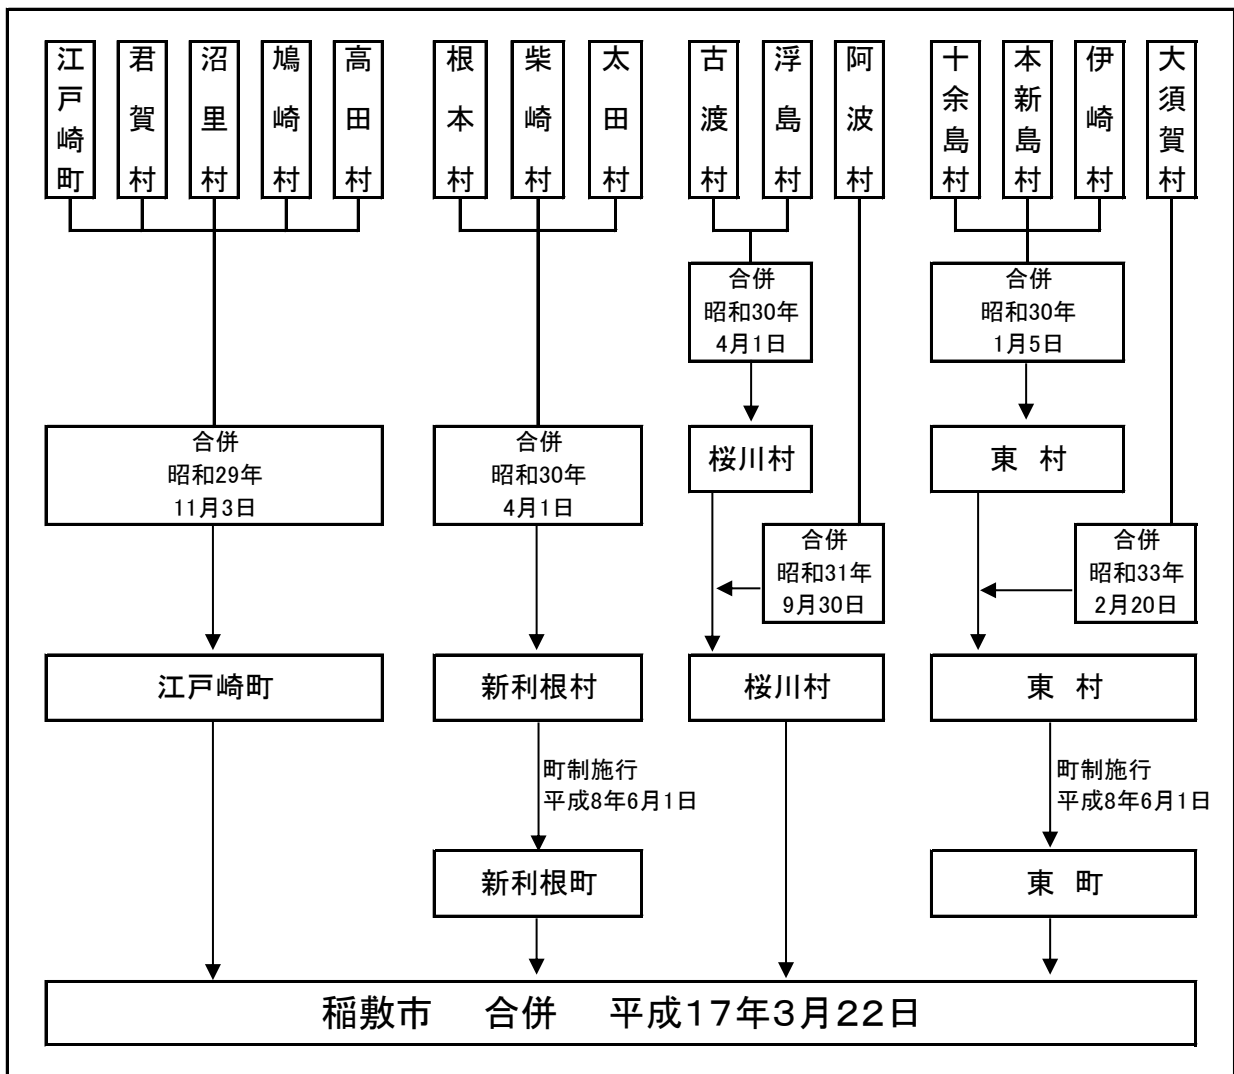 江戸崎町
君賀村
沼里村
鳩崎村
高田村
根本村
柴崎村
太田村
古渡村
浮島村
阿波村
十余島村
本新島村
伊崎村
大須賀村
合併
昭和30年
4月1日
合併
昭和30年
1月5日
合併
昭和29年
11月3日
合併
昭和30年
4月1日
桜川村
東 村
合併
昭和31年
9月30日
合併
昭和33年
2月20日
江戸崎町
新利根村
桜川村
東 村
町制施行
平成8年6月1日
町制施行
平成8年6月1日
新利根町
東 町
稲敷市 合併 平成17年3月22日